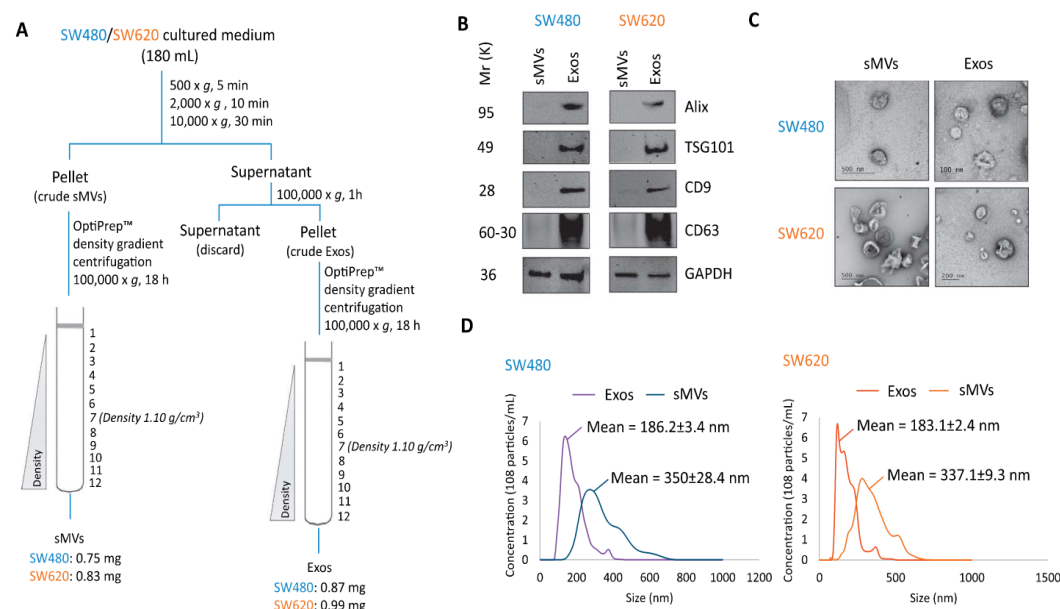 A
SW480/SW620 cultured medium
(180 mL)
500 x g, 5 min
2,000 x g , 10 min
10,000 x g, 30 min
Pellet
(crude sMVs)
Supernatant
100,000 x g, 1h
OptiPrep™
density gradient
centrifugation
100,000 x g, 18 h
Supernatant
(discard)
Pellet
(crude Exos)
OptiPrep™
density gradient
centrifugation
100,000 x g, 18 h
1
2
3
4
5
6
7 (Density 1.10 g/cm³)
8
9
10
11
12
Density
sMVs
SW480: 0.75 mg
SW620: 0.83 mg
1
2
3
4
5
6
7 (Density 1.10 g/cm³)
8
9
10
11
12
Density
Exos
SW480: 0.87 mg
SW620: 0.99 mg
B
SW480 SW620
Mr (K) sMVs Exos sMVs Exos
95 Alix
49 TSG101
28 CD9
60-30 CD63
36 GAPDH
C
sMVs Exos
SW480
500 nm 100 nm
SW620
500 nm 200 nm
D
SW480
Exos sMVs
Mean = 186.2±3.4 nm
Mean = 350±28.4 nm
Concentration (108 particles/mL)
7
6
5
4
3
2
1
0
0 200 400 600 800 1000 1200
Size (nm)
SW620
Exos sMVs
Mean = 183.1±2.4 nm
Mean = 337.1±9.3 nm
Concentration (108 particles/mL)
7
6
5
4
3
2
1
0
0 500 1000 1500
Size (nm)